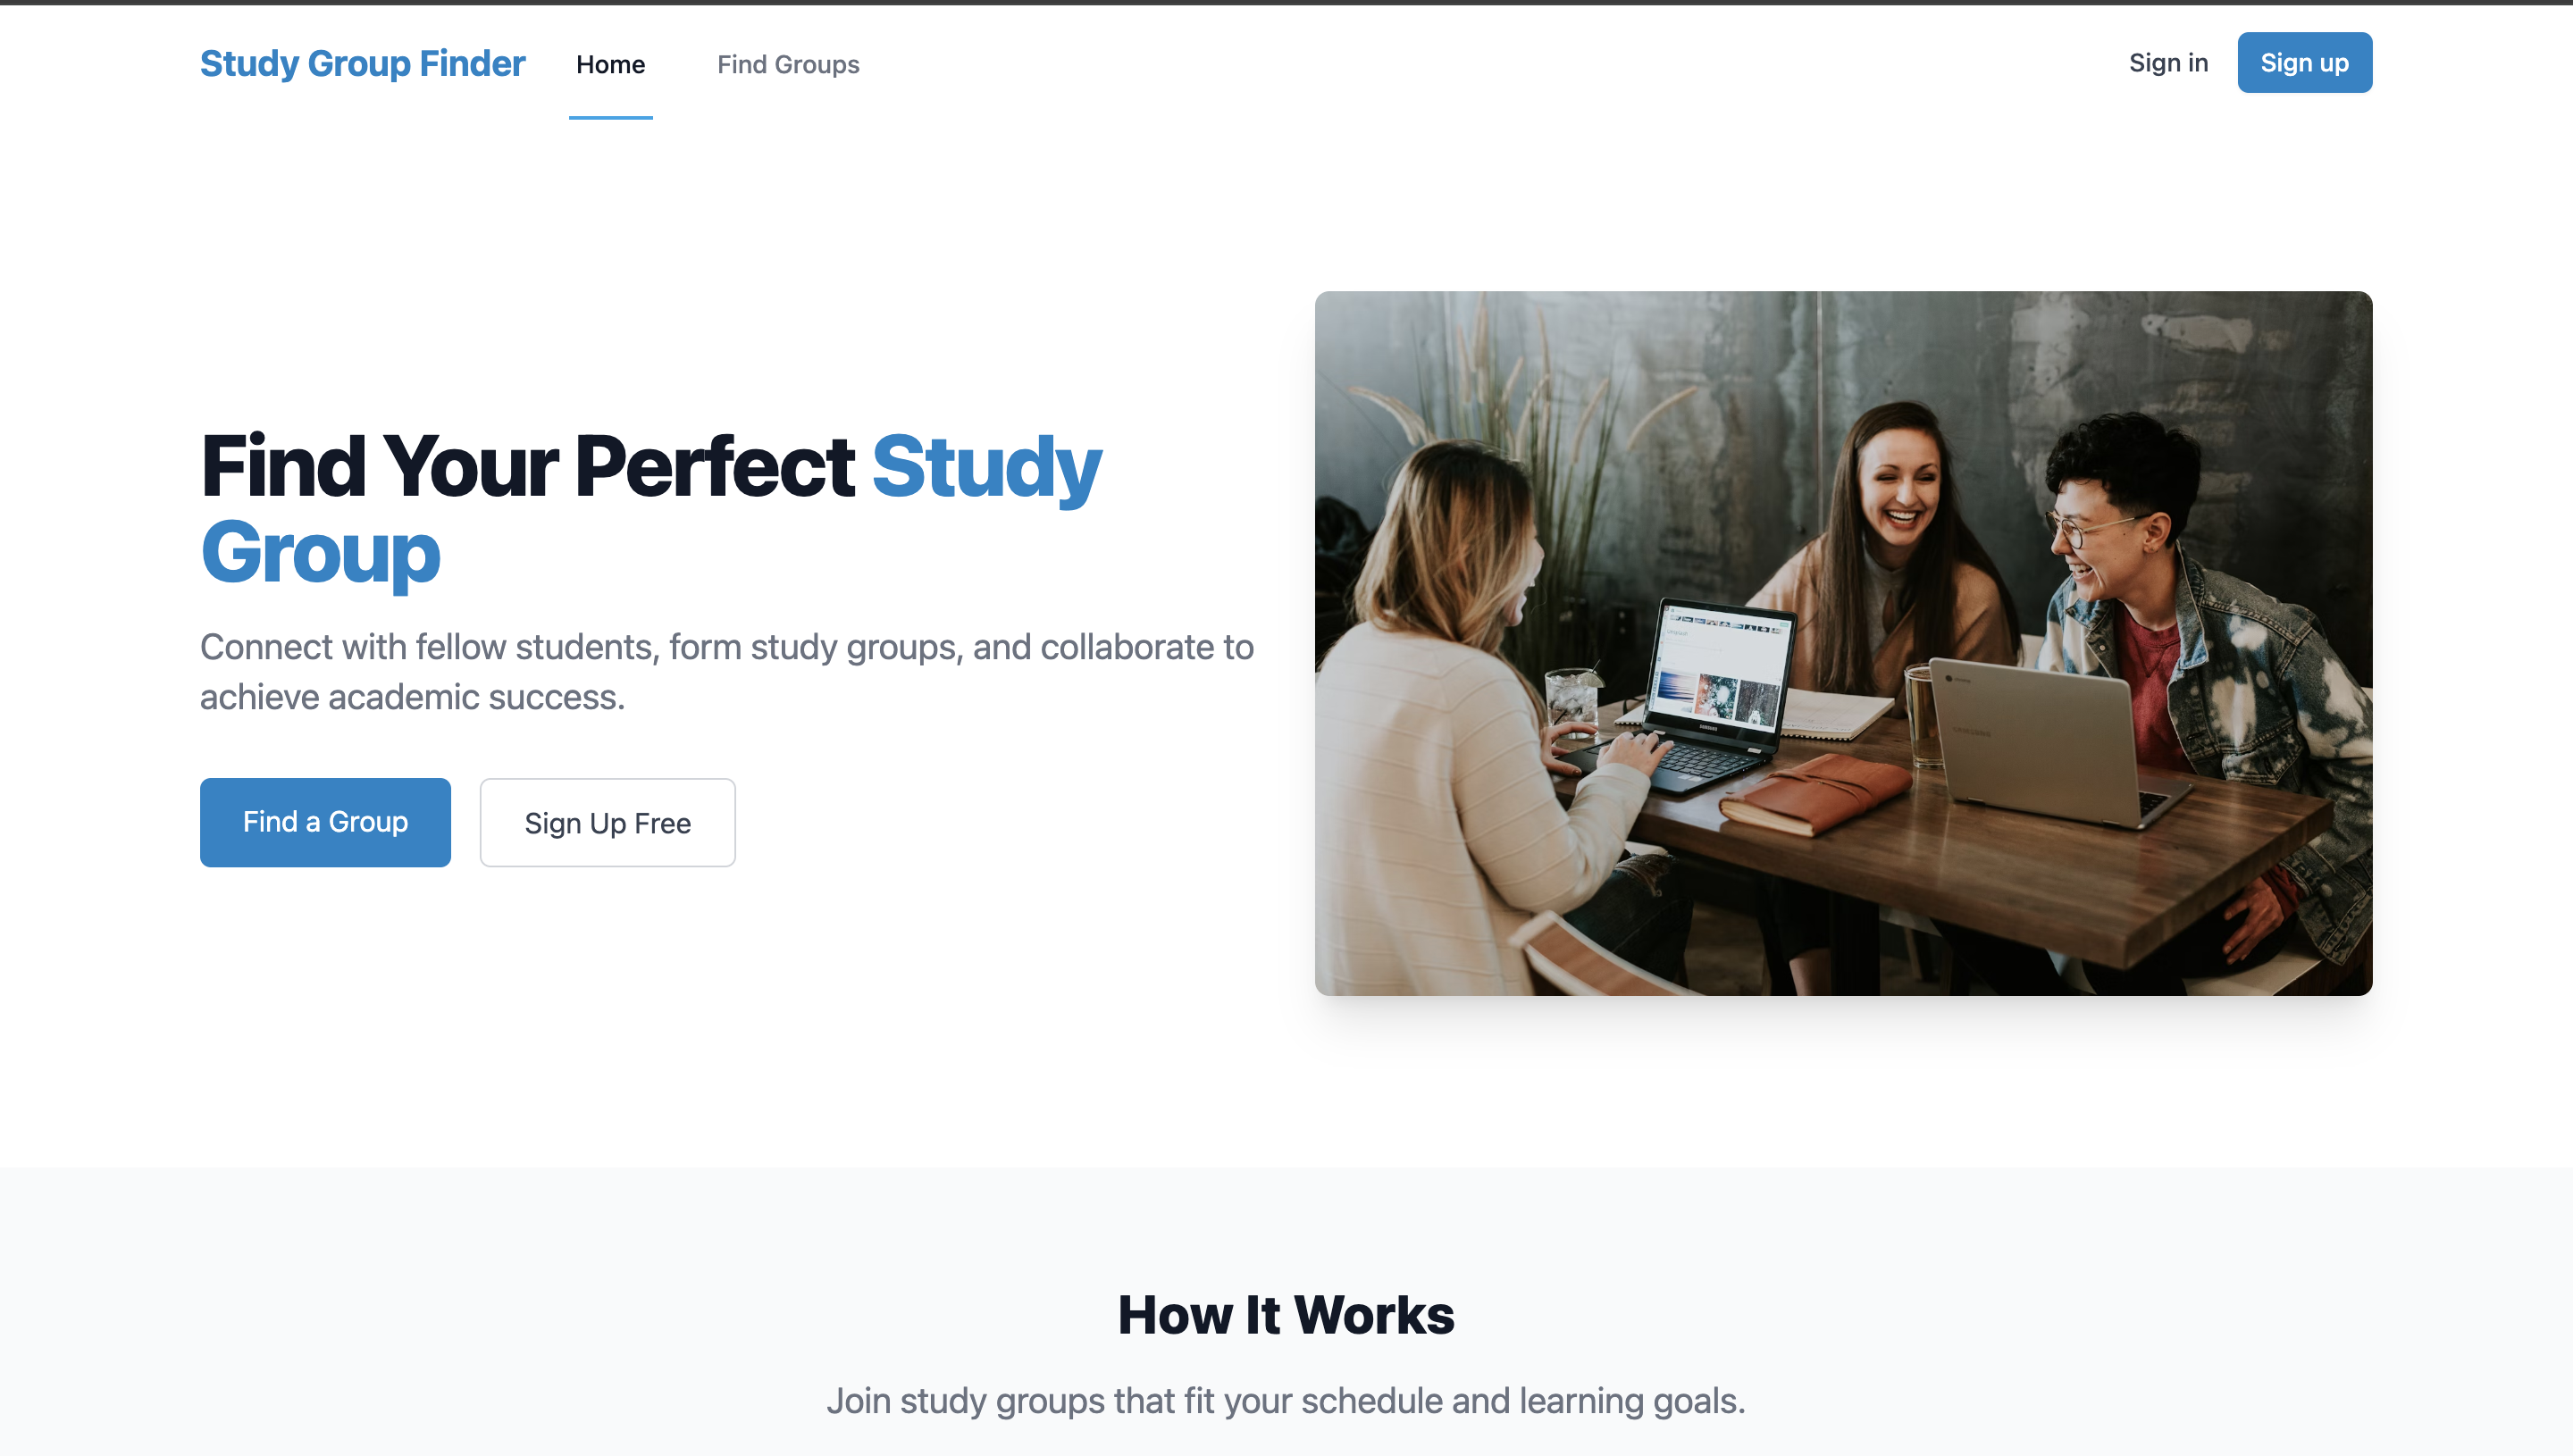 Study Group Finder
Home
Find Groups
Sign in
Sign up
Find Your Perfect Study
Group
Connect with fellow students, form study groups, and collaborate to
achieve academic success.
Find a Group
Sign Up Free
SAMSUNG
How It Works
Join study groups that fit your schedule and learning goals.